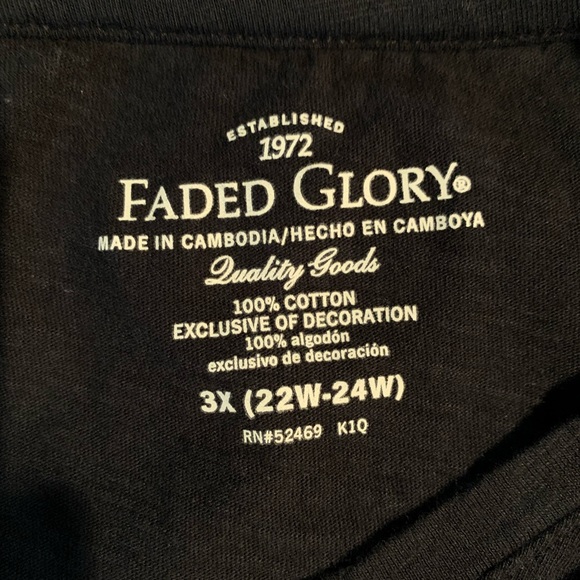 ESTABLISHED
1972
FADED GLORY®
MADE IN CAMBODIA/HECHO EN CAMBOYA
Quality Goods
100% COTTON
EXCLUSIVE OF DECORATION
100% algodón
exclusivo de decoración
3X (22W-24W)
RN#52469 K1Q